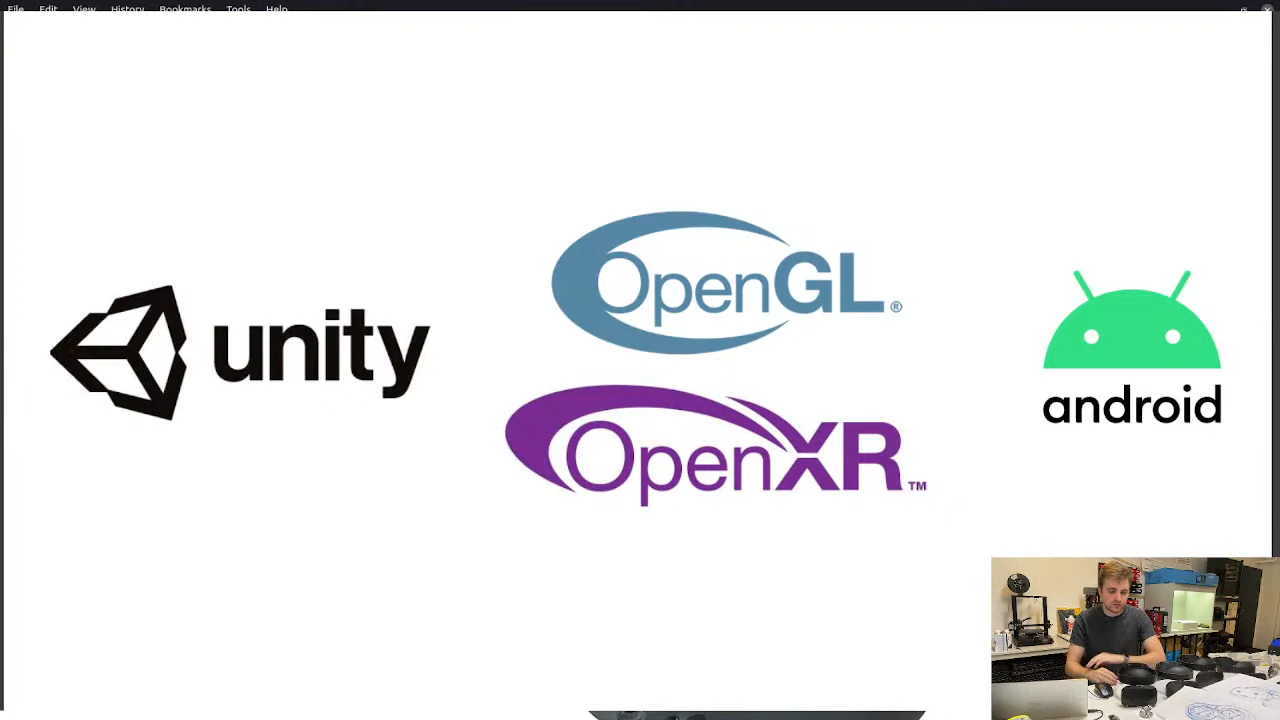 File Edit View History Bookmarks Tools Help
unity
OpenGL®
OpenXR™
android